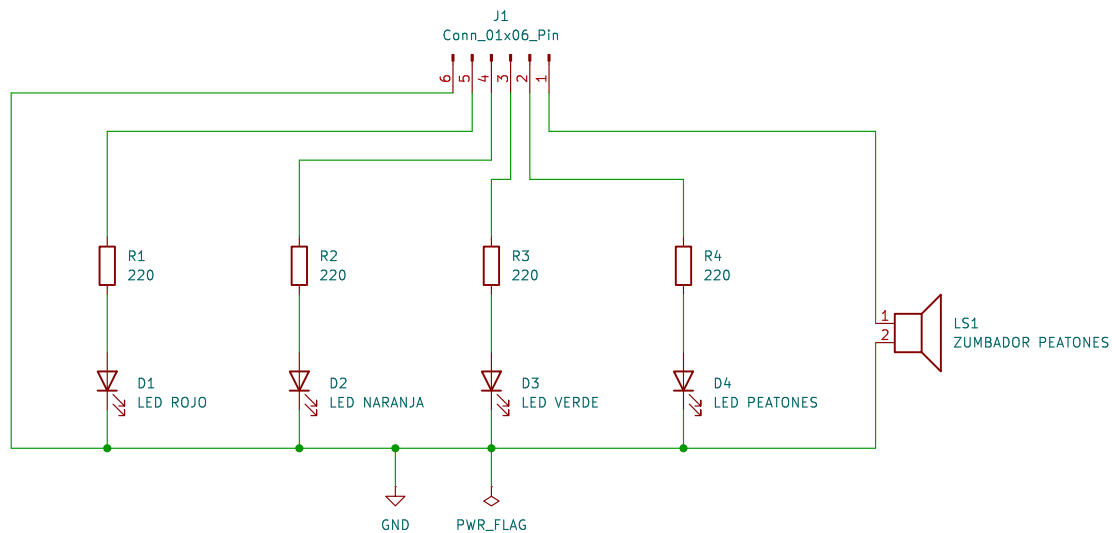 J1
Conn_01x06_Pin
6
5
4
3
2
1
R1
220
R2
220
R3
220
R4
220
1
2
LS1
ZUMBADOR PEATONES
D1
LED ROJO
D2
LED NARANJA
D3
LED VERDE
D4
LED PEATONES
GND
PWR_FLAG